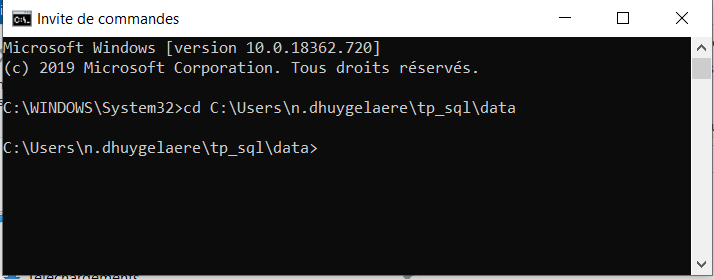 Invite de commandes
Microsoft Windows [version 10.0.18362.720]
(c) 2019 Microsoft Corporation. Tous droits réservés.
C:\WINDOWS\System32>cd C:\Users\n.dhuygelaere\tp_sql\data
C:\Users\n.dhuygelaere\tp_sql\data>
Téléchargements